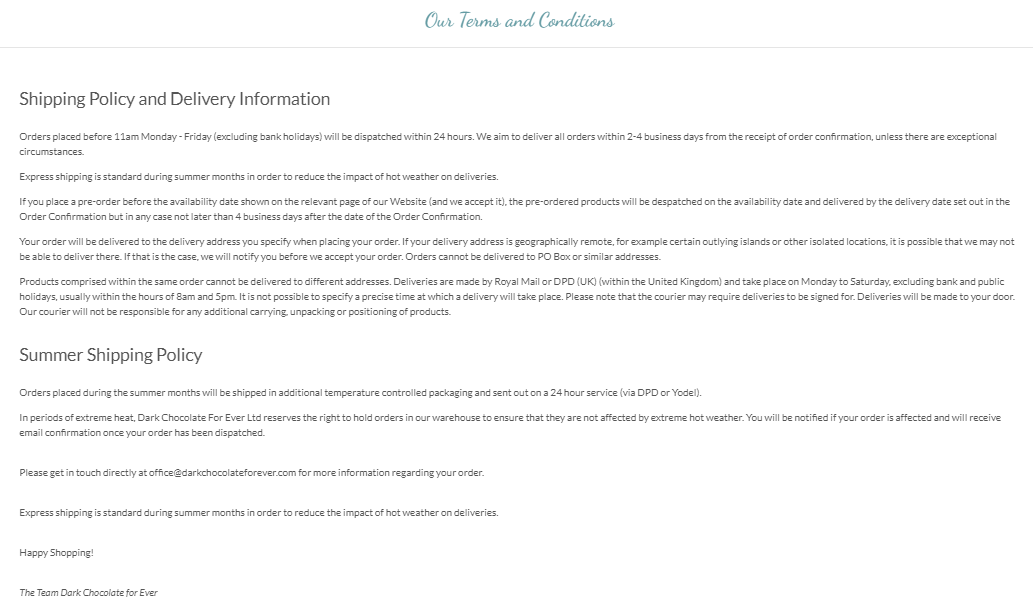 Our Terms and Conditions
Shipping Policy and Delivery Information
Orders placed before 11am Monday - Friday (excluding bank holidays) will be dispatched within 24 hours. We aim to deliver all orders within 2-4 business days from the receipt of order confirmation, unless there are exceptional
circumstances.
Express shipping is standard during summer months in order to reduce the impact of hot weather on deliveries.
If you place a pre-order before the availability date shown on the relevant page of our Website (and we accept it), the pre-ordered products will be despatched on the availability date and delivered by the delivery date set out in the
Order Confirmation but in any case not later than 4 business days after the date of the Order Confirmation.
Your order will be delivered to the delivery address you specify when placing your order. If your delivery address is geographically remote, for example certain outlying islands or other isolated locations, it is possible that we may not
be able to deliver there. If that is the case, we will notify you before we accept your order. Orders cannot be delivered to PO Box or similar addresses.
Products comprised within the same order cannot be delivered to different addresses. Deliveries are made by Royal Mail or DPD (UK) (within the United Kingdom) and take place on Monday to Saturday, excluding bank and public
holidays, usually within the hours of 8am and 5pm. It is not possible to specify a precise time at which a delivery will take place. Please note that the courier may require deliveries to be signed for. Deliveries will be made to your door.
Our courier will not be responsible for any additional carrying, unpacking or positioning of products.
Summer Shipping Policy
Orders placed during the summer months will be shipped in additional temperature controlled packaging and sent out on a 24 hour service (via DPD or Yodel).
In periods of extreme heat, Dark Chocolate For Ever Ltd reserves the right to hold orders in our warehouse to ensure that they are not affected by extreme hot weather. You will be notified if your order is affected and will receive
email confirmation once your order has been dispatched.
Please get in touch directly at office@darkchocolateforever.com for more information regarding your order.
Express shipping is standard during summer months in order to reduce the impact of hot weather on deliveries.
Happy Shopping!
The Team Dark Chocolate for Ever